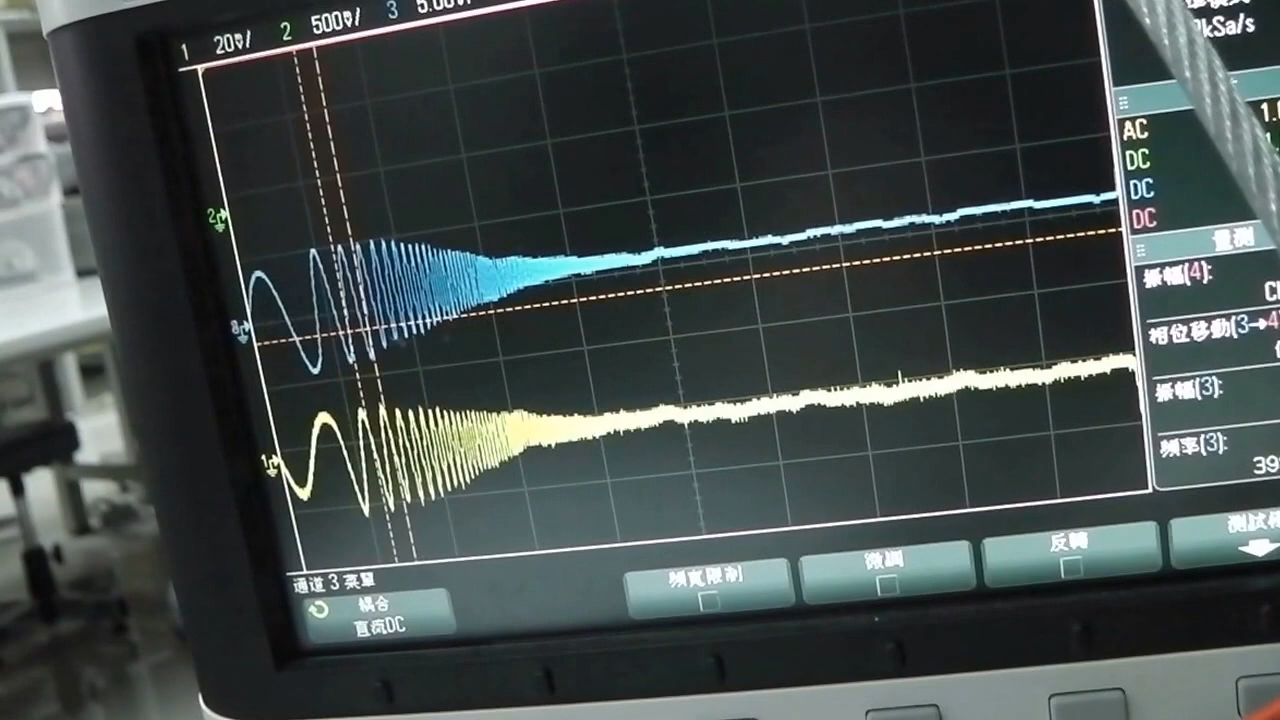 1 20V/ 2 500V/ 3 5.00V/
kSa/s
AC
DC
DC
DC
量測
振幅(4):
相位移動(3→4
振幅(3):
頻率(3):
39
2
1
通道 3 菜單
耦合
直流DC
頻寬限制
微調
反轉
測試